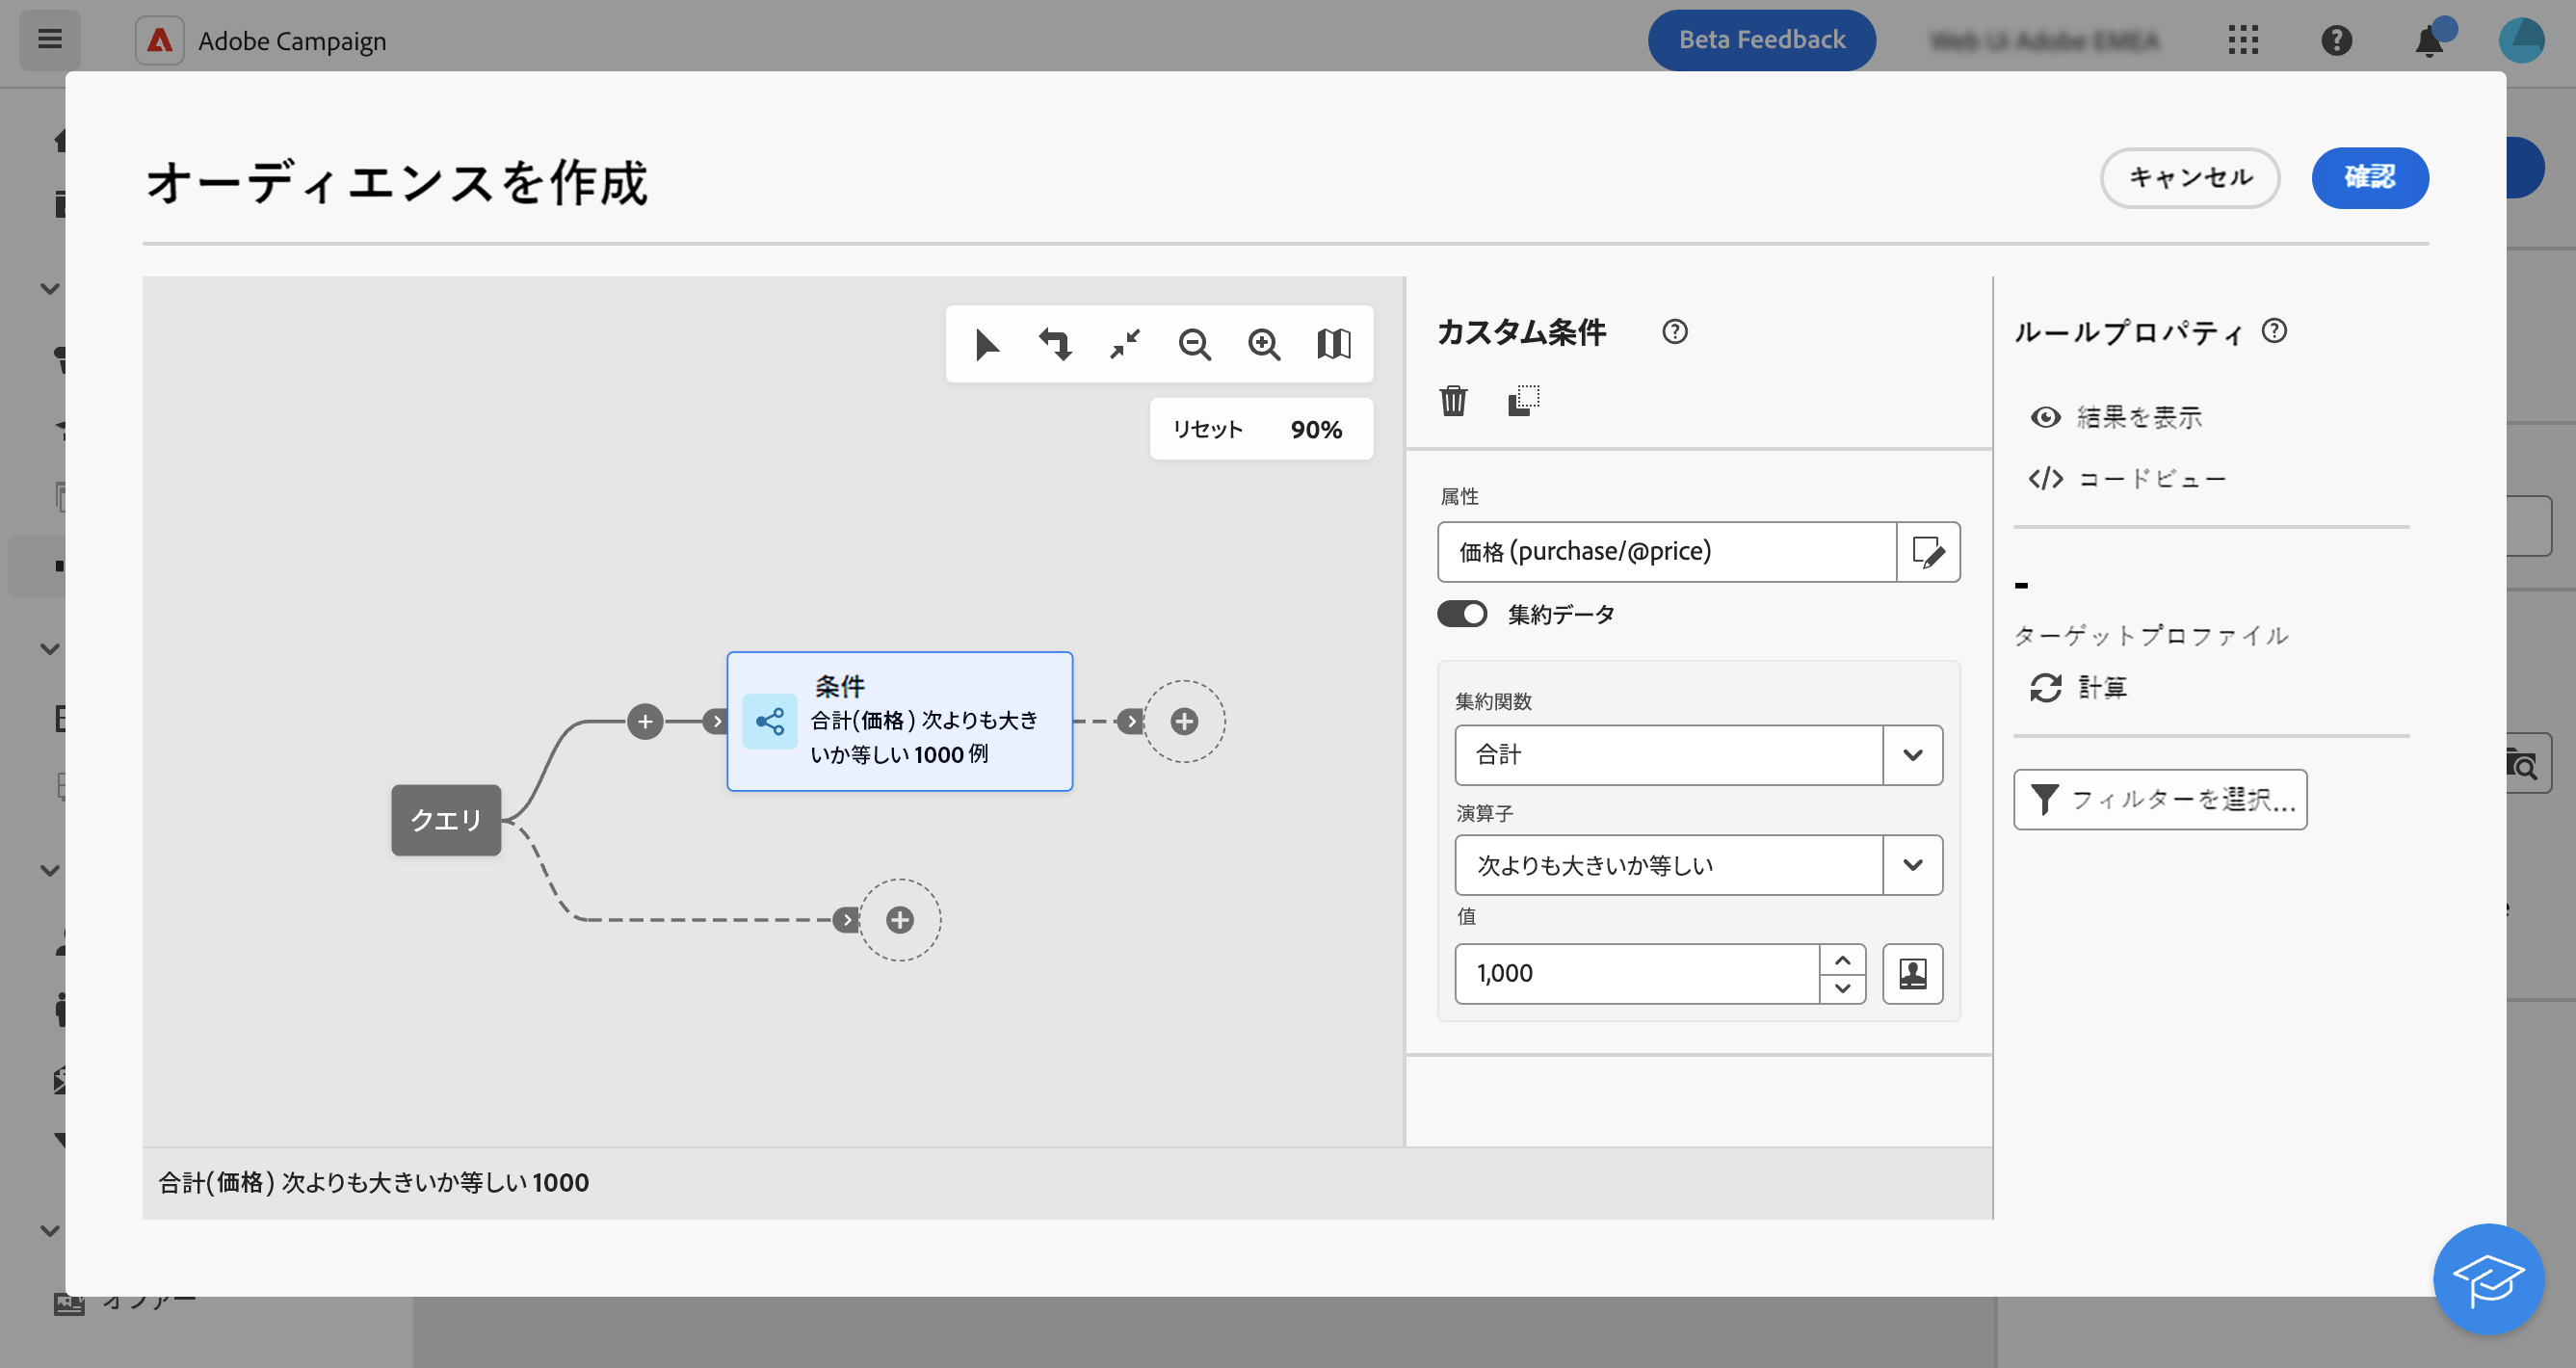 Adobe Campaign
Beta Feedback
オーディエンスを作成
キャンセル
確認
リセット 90%
クエリ
条件
合計(価格) 次よりも大き
いか等しい 1000 例
合計(価格) 次よりも大きいか等しい 1000
カスタム条件
属性
価格 (purchase/@price)
集約データ
集約関数
合計
演算子
次よりも大きいか等しい
值
1,000
ルールプロパティ
結果を表示
コードビュー
-
ターゲットプロファイル
計算
フィルターを選択...
オファー